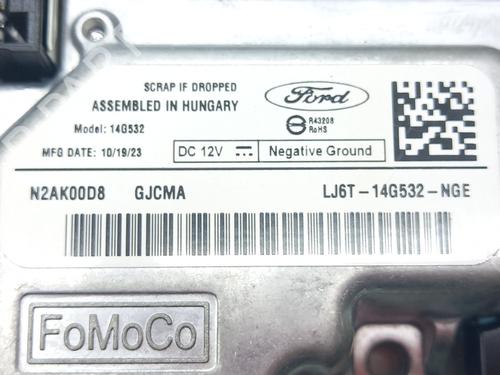 SCRAP IF DROPPED
ASSEMBLED IN HUNGARY
Ford
Model: 14G532
R43208
RoHS
MFG DATE: 10/19/23
DC 12V
Negative Ground
N2AK00D8 GJCMA LJ6T-14G532-NGE
FoMoCo